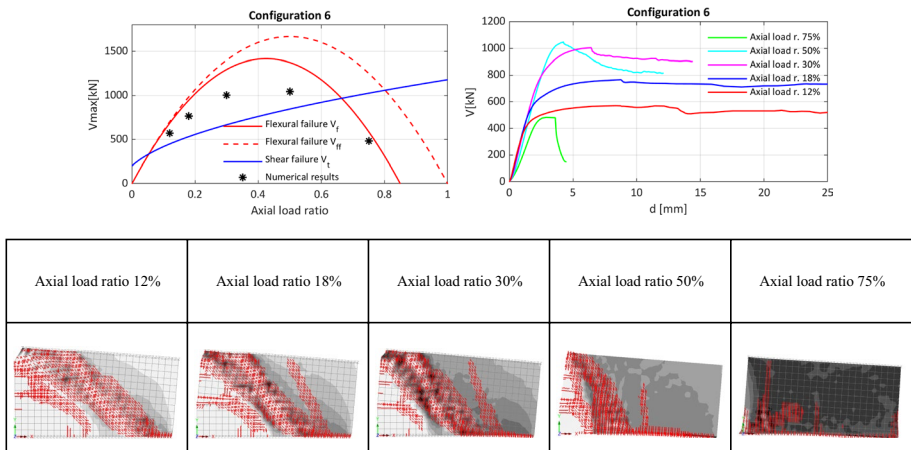 Configuration 6
1500
1000
500
0
Vmax[kN]
0
0.2
0.4
0.6
0.8
1
Axial load ratio
Flexural failure V_f
Flexural failure V_ff
Shear failure V_t
Numerical results
Configuration 6
1200
1000
800
600
400
200
0
V[kN]
0
5
10
15
20
25
d [mm]
Axial load r. 75%
Axial load r. 50%
Axial load r. 30%
Axial load r. 18%
Axial load r. 12%
Axial load ratio 12%
Axial load ratio 18%
Axial load ratio 30%
Axial load ratio 50%
Axial load ratio 75%